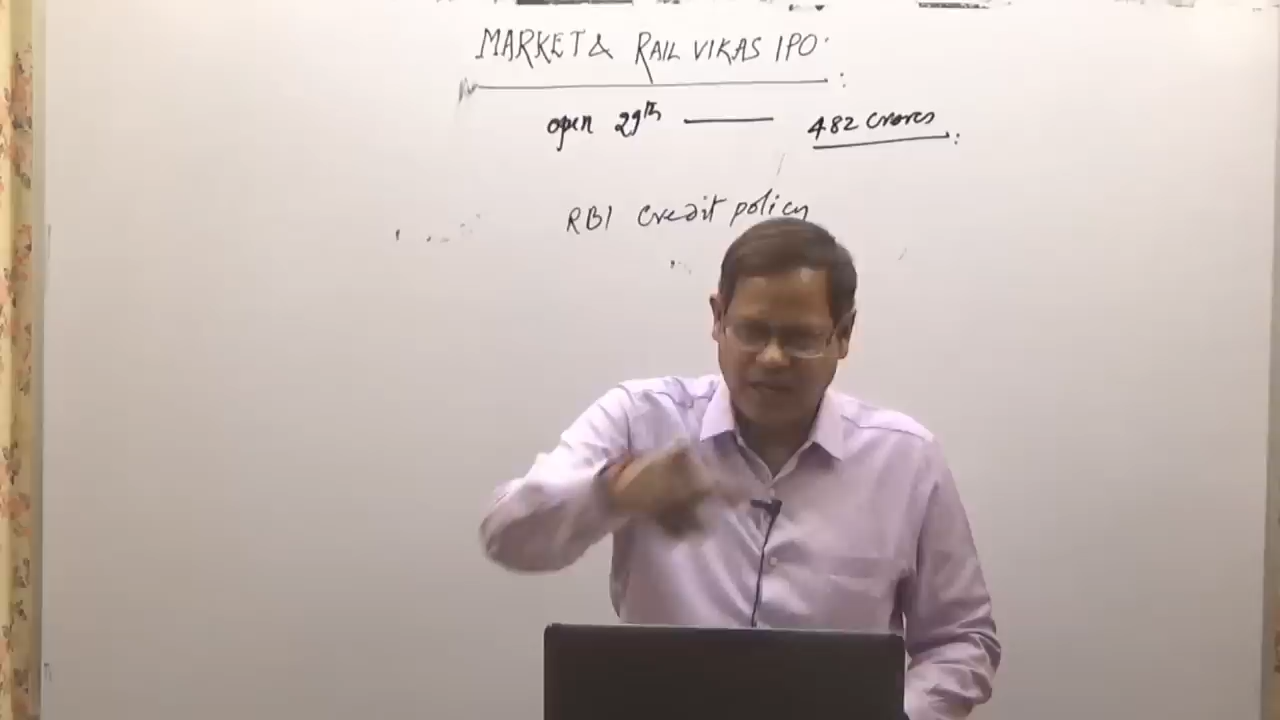 MARKET & RAIL VIKAS IPO
open 29th — 482 crores
RBI credit policy